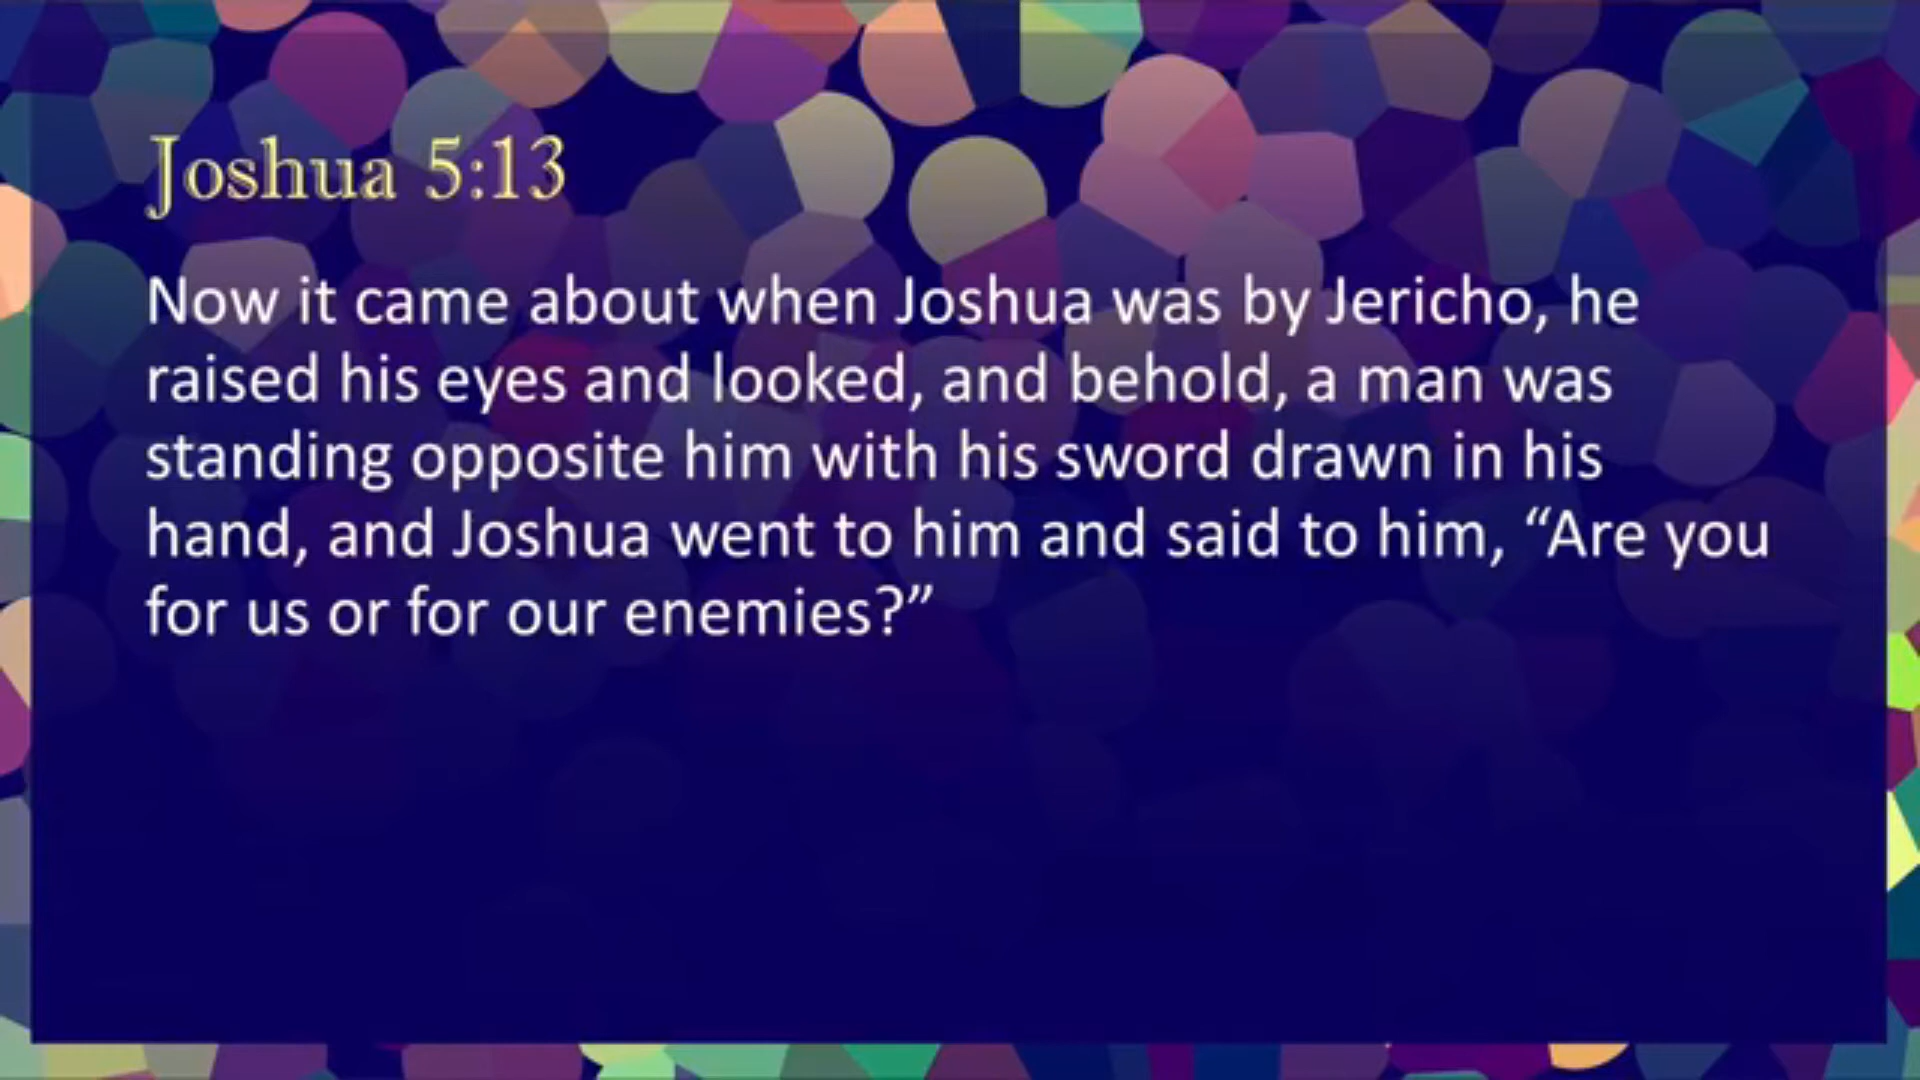 Joshua 5:13
Now it came about when Joshua was by Jericho, he
raised his eyes and looked, and behold, a man was
standing opposite him with his sword drawn in his
hand, and Joshua went to him and said to him, “Are you
for us or for our enemies?”